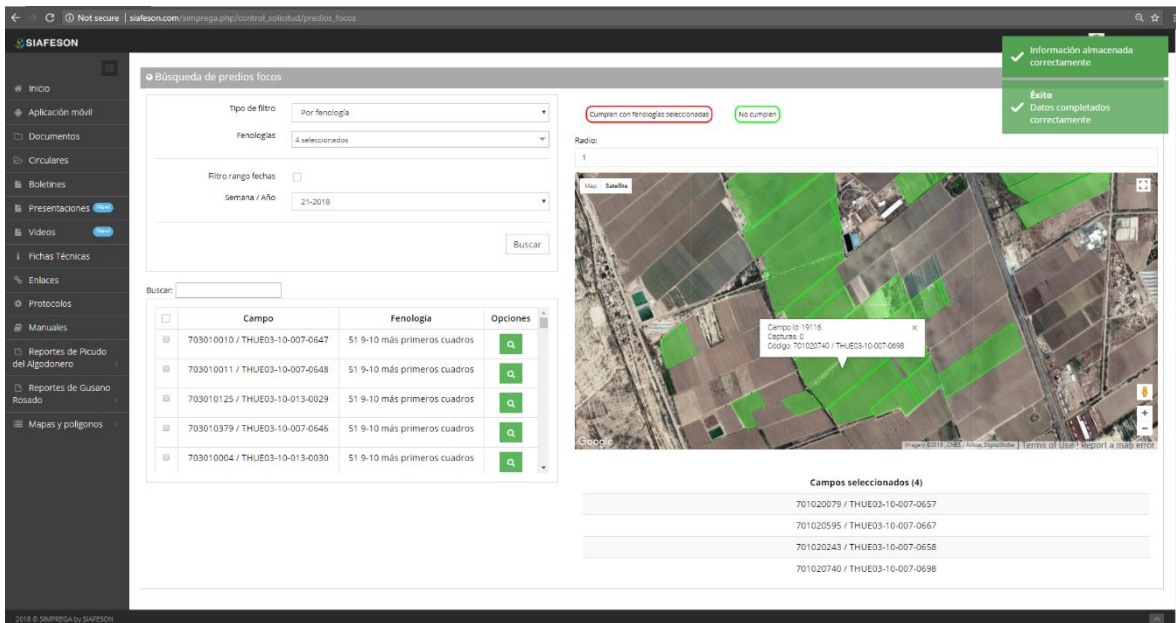 Not secure | siafeson.com/simprega.php/control_solicitud/predios_focos
SIAFESON
Información almacenada
correctamente
Éxito
Datos completados
correctamente
Inicio
Aplicación móvil
Documentos
Circulares
Boletines
Presentaciones New!
Videos New!
Fichas Técnicas
Enlaces
Protocolos
Manuales
Reportes de Picudo
del Algodonero
Reportes de Gusano
Rosado
Mapas y polígonos
Búsqueda de predios focos
Tipo de filtro
Por fenología
Fenologías
4 seleccionados
Filtro rango fechas
Semana / Año
21-2018
Buscar
Buscar:
Campo Fenología Opciones
703010010 / THUE03-10-007-0647 51 9-10 más primeros cuadros
703010011 / THUE03-10-007-0648 51 9-10 más primeros cuadros
703010125 / THUE03-10-013-0029 51 9-10 más primeros cuadros
703010379 / THUE03-10-007-0646 51 9-10 más primeros cuadros
703010004 / THUE03-10-013-0030 51 9-10 más primeros cuadros
Cumplen con fenologías seleccionadas No cumplen
Radio:
1
Map Satellite
Campo Id: 19116
Capturas: 0
Código: 701020740 / THUE03-10-007-0698
Google
Imagery ©2018, CNES / Airbus, DigitalGlobe Terms of Use Report a map error
Campos seleccionados (4)
701020079 / THUE03-10-007-0657
701020595 / THUE03-10-007-0667
701020243 / THUE03-10-007-0658
701020740 / THUE03-10-007-0698
2018 © SIMPREGA by SIAFESON